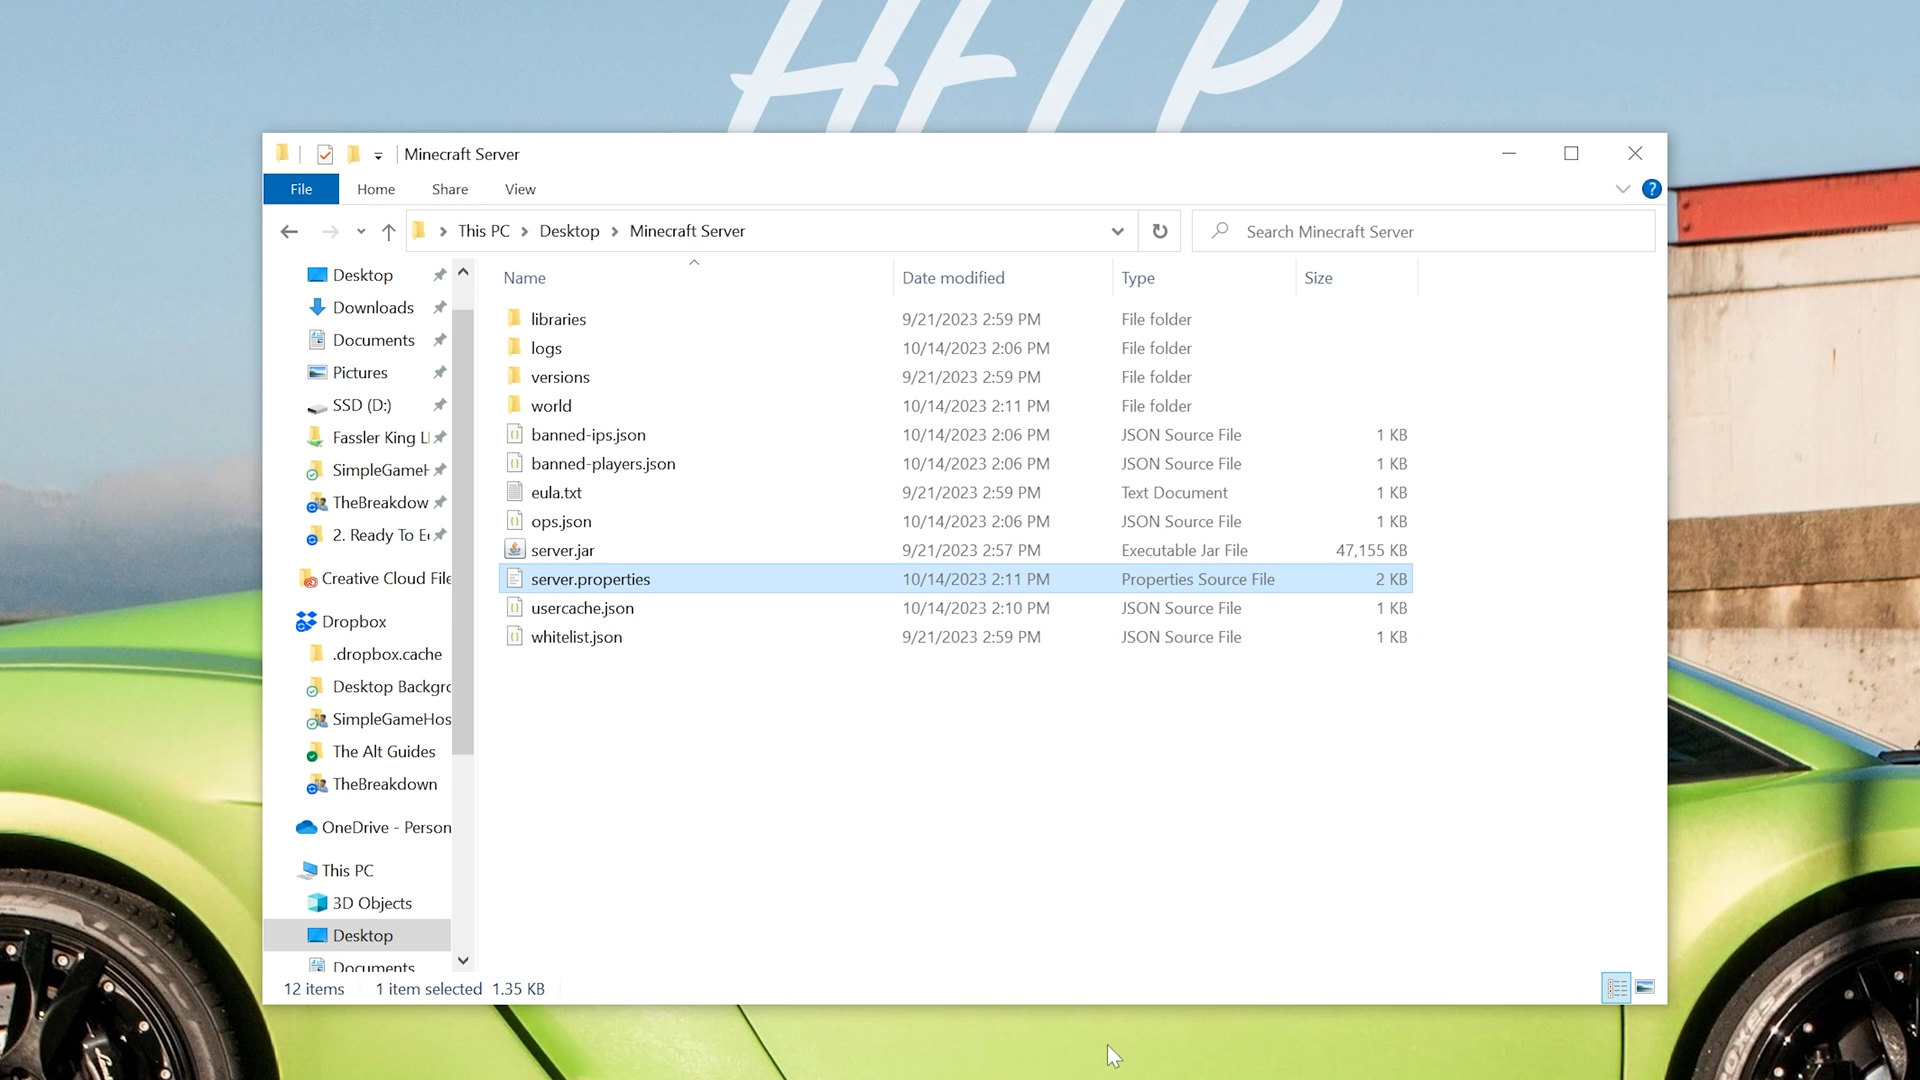 HELP
Minecraft Server
File Home Share View
This PC Desktop Minecraft Server
Search Minecraft Server
Name Date modified Type Size
libraries 9/21/2023 2:59 PM File folder
logs 10/14/2023 2:06 PM File folder
versions 9/21/2023 2:59 PM File folder
world 10/14/2023 2:11 PM File folder
banned-ips.json 10/14/2023 2:06 PM JSON Source File 1 KB
banned-players.json 10/14/2023 2:06 PM JSON Source File 1 KB
eula.txt 9/21/2023 2:59 PM Text Document 1 KB
ops.json 10/14/2023 2:06 PM JSON Source File 1 KB
server.jar 9/21/2023 2:57 PM Executable Jar File 47,155 KB
server.properties 10/14/2023 2:11 PM Properties Source File 2 KB
usercache.json 10/14/2023 2:10 PM JSON Source File 1 KB
whitelist.json 9/21/2023 2:59 PM JSON Source File 1 KB
Desktop
Downloads
Documents
Pictures
SSD (D:)
Fassler King L
SimpleGameH
TheBreakdow
2. Ready To E
Creative Cloud File
Dropbox
.dropbox.cache
Desktop Backgro
SimpleGameHos
The Alt Guides
TheBreakdown
OneDrive - Person
This PC
3D Objects
Desktop
Documents
12 items 1 item selected 1.35 KB